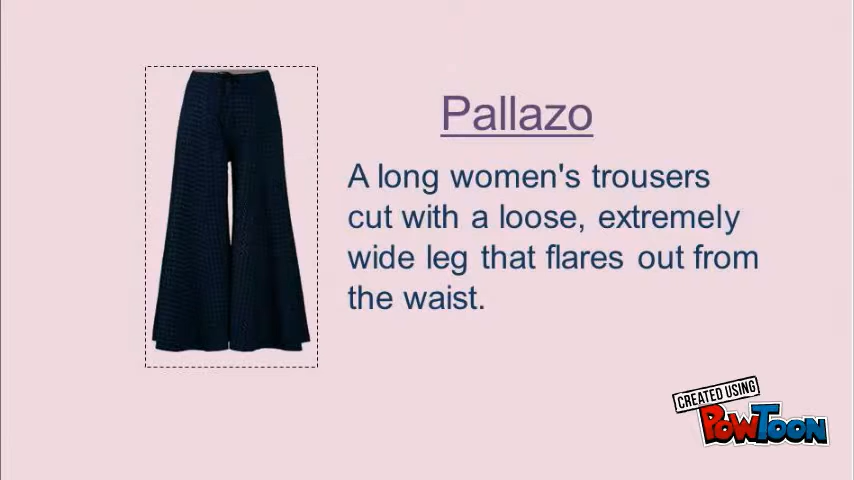 Pallazo
A long women's trousers
cut with a loose, extremely
wide leg that flares out from
the waist.
CREATED USING
POWTOON